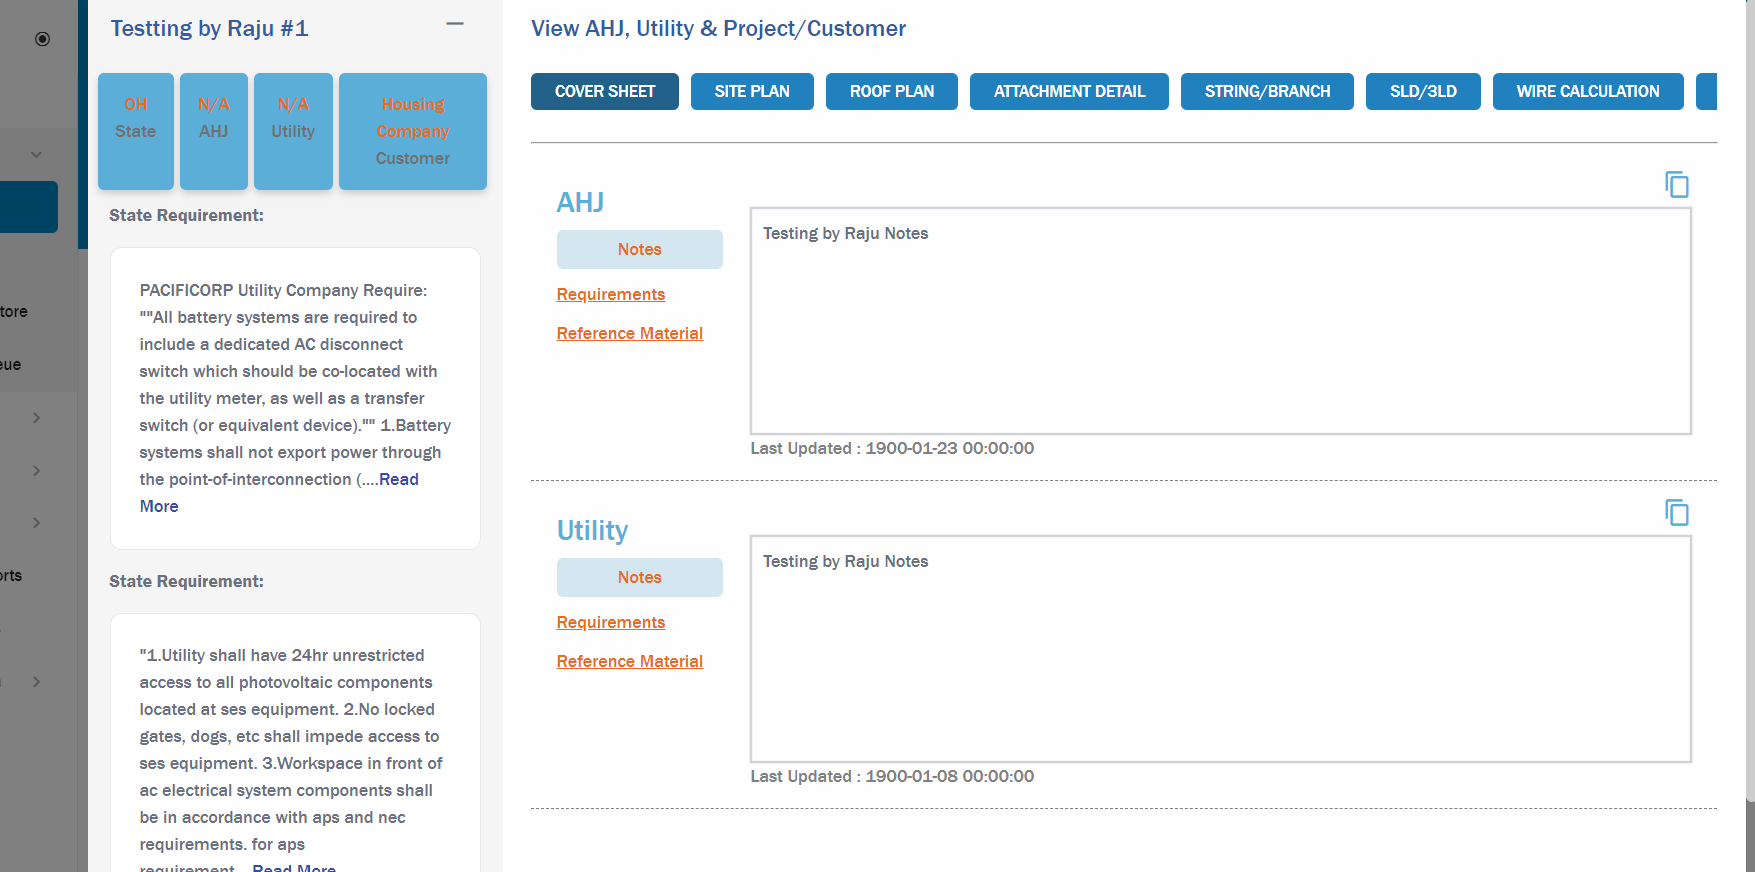 Testting by Raju #1
OH
State
N/A
AHJ
N/A
Utility
Housing
Company
Customer
State Requirement:
PACIFICORP Utility Company Require:
""All battery systems are required to
include a dedicated AC disconnect
switch which should be co-located with
the utility meter, as well as a transfer
switch (or equivalent device)."" 1.Battery
systems shall not export power through
the point-of-interconnection (....Read
More
State Requirement:
"1.Utility shall have 24hr unrestricted
access to all photovoltaic components
located at ses equipment. 2.No locked
gates, dogs, etc shall impede access to
ses equipment. 3.Workspace in front of
ac electrical system components shall
be in accordance with aps and nec
requirements. for aps
requirement... Read More
View AHJ, Utility & Project/Customer
COVER SHEET
SITE PLAN
ROOF PLAN
ATTACHMENT DETAIL
STRING/BRANCH
SLD/3LD
WIRE CALCULATION
AHJ
Notes
Requirements
Reference Material
Testing by Raju Notes
Last Updated : 1900-01-23 00:00:00
Utility
Notes
Requirements
Reference Material
Testing by Raju Notes
Last Updated : 1900-01-08 00:00:00
tore
eue
orts